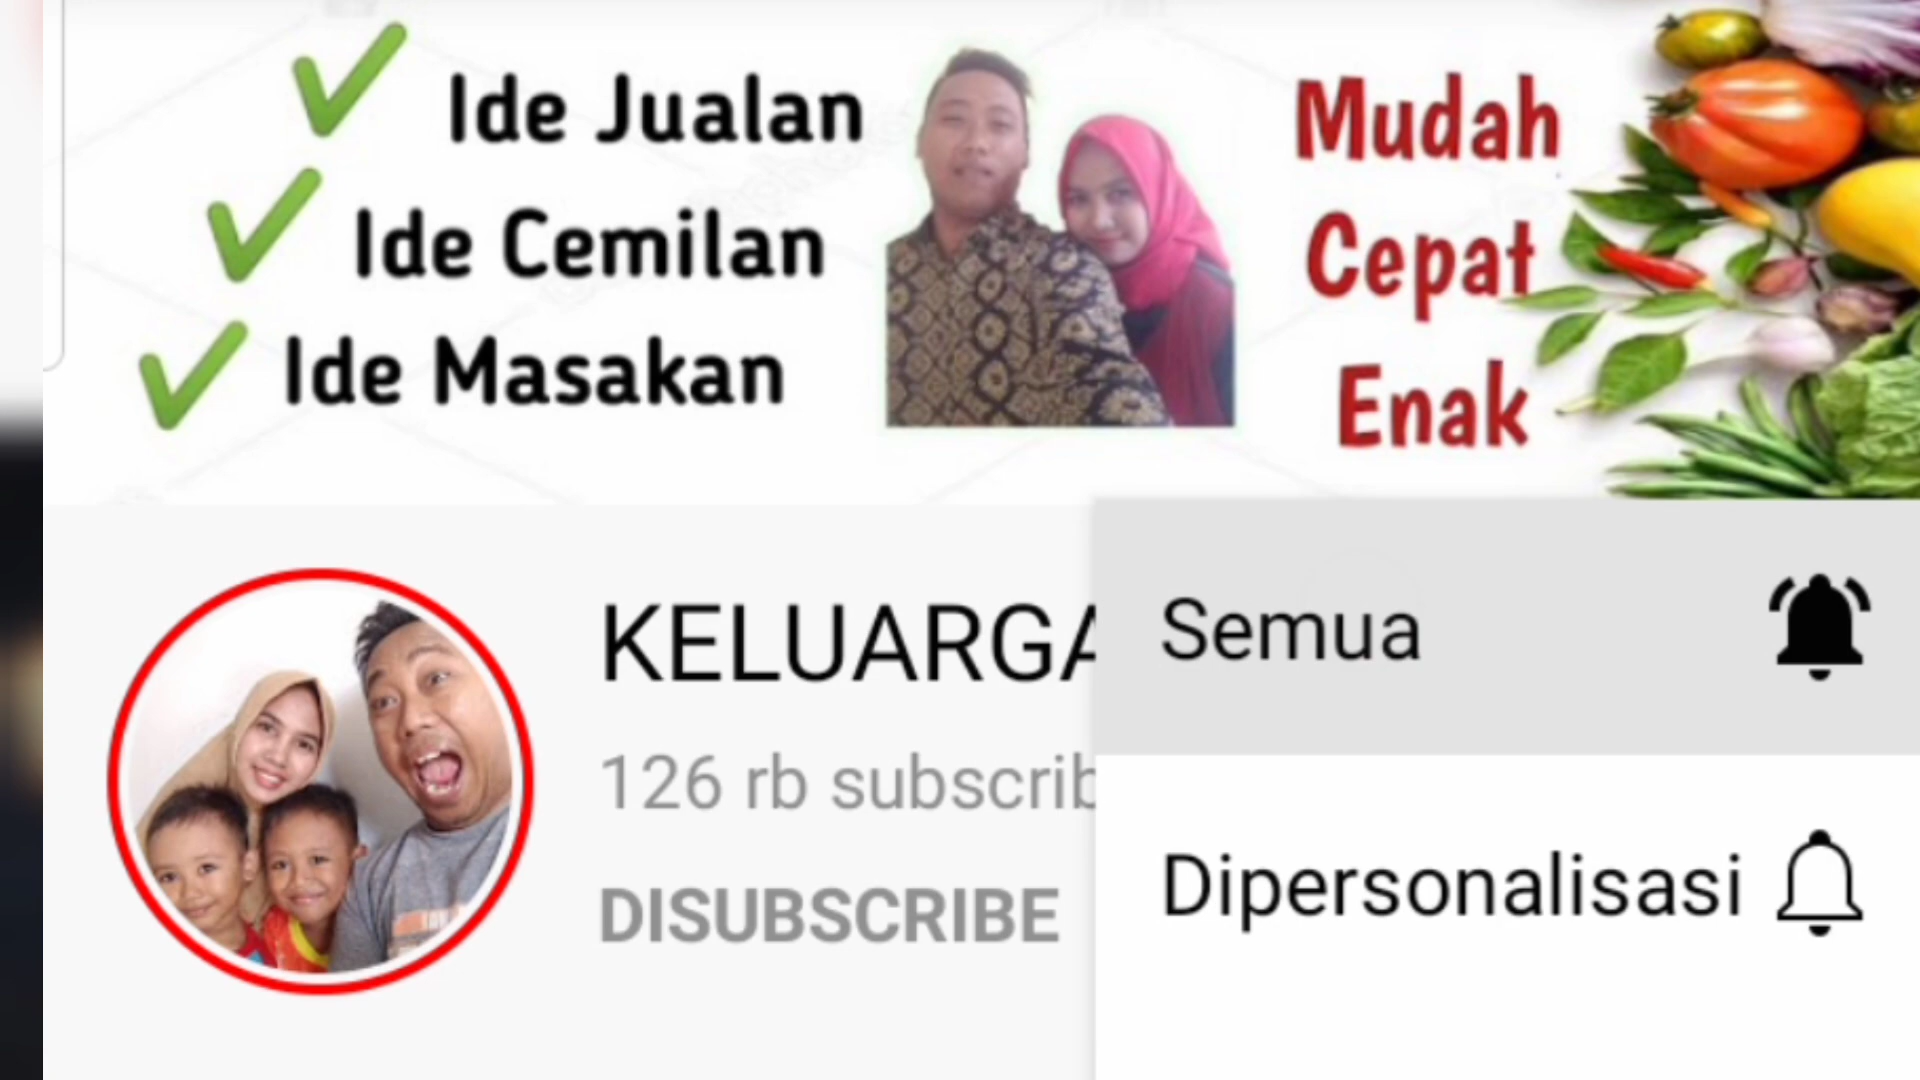 Ide Jualan
Ide Cemilan
Ide Masakan
Mudah
Cepat
Enak
KELUARGA
126 rb subscrib
DISUBSCRIBE
Semua
Dipersonalisasi